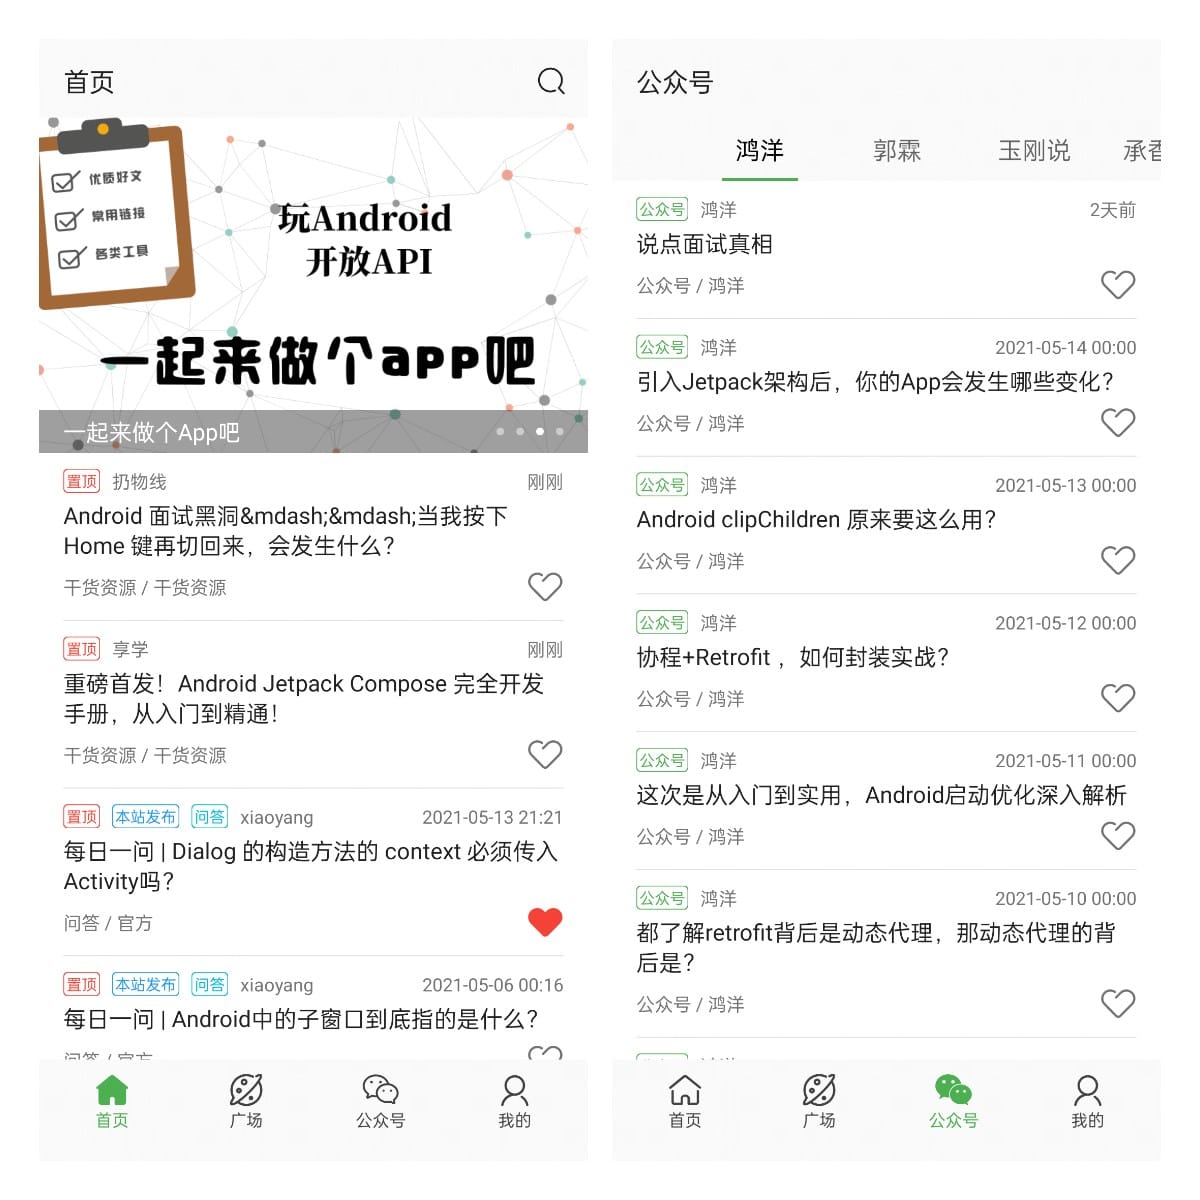 首页
优质好文
常用链接
各类工具
玩Android
开放API
一起来做个app吧
一起来做个App吧
置顶 扔物线 刚刚
Android 面试黑洞&mdash;&mdash;当我按下
Home 键再切回来，会发生什么？
干货资源 / 干货资源
置顶 享学 刚刚
重磅首发！Android Jetpack Compose 完全开发
手册，从入门到精通！
干货资源 / 干货资源
置顶 本站发布 问答 xiaoyang 2021-05-13 21:21
每日一问 | Dialog 的构造方法的 context 必须传入
Activity吗？
问答 / 官方
置顶 本站发布 问答 xiaoyang 2021-05-06 00:16
每日一问 | Android中的子窗口到底指的是什么？
问答 / 官方
首页 广场 公众号 我的
公众号
鸿洋 郭霖 玉刚说 承香
公众号 鸿洋 2天前
说点面试真相
公众号 / 鸿洋
公众号 鸿洋 2021-05-14 00:00
引入Jetpack架构后，你的App会发生哪些变化？
公众号 / 鸿洋
公众号 鸿洋 2021-05-13 00:00
Android clipChildren 原来要这么用？
公众号 / 鸿洋
公众号 鸿洋 2021-05-12 00:00
协程+Retrofit ，如何封装实战？
公众号 / 鸿洋
公众号 鸿洋 2021-05-11 00:00
这次是从入门到实用，Android启动优化深入解析
公众号 / 鸿洋
公众号 鸿洋 2021-05-10 00:00
都了解retrofit背后是动态代理，那动态代理的背
后是？
公众号 / 鸿洋
首页 广场 公众号 我的